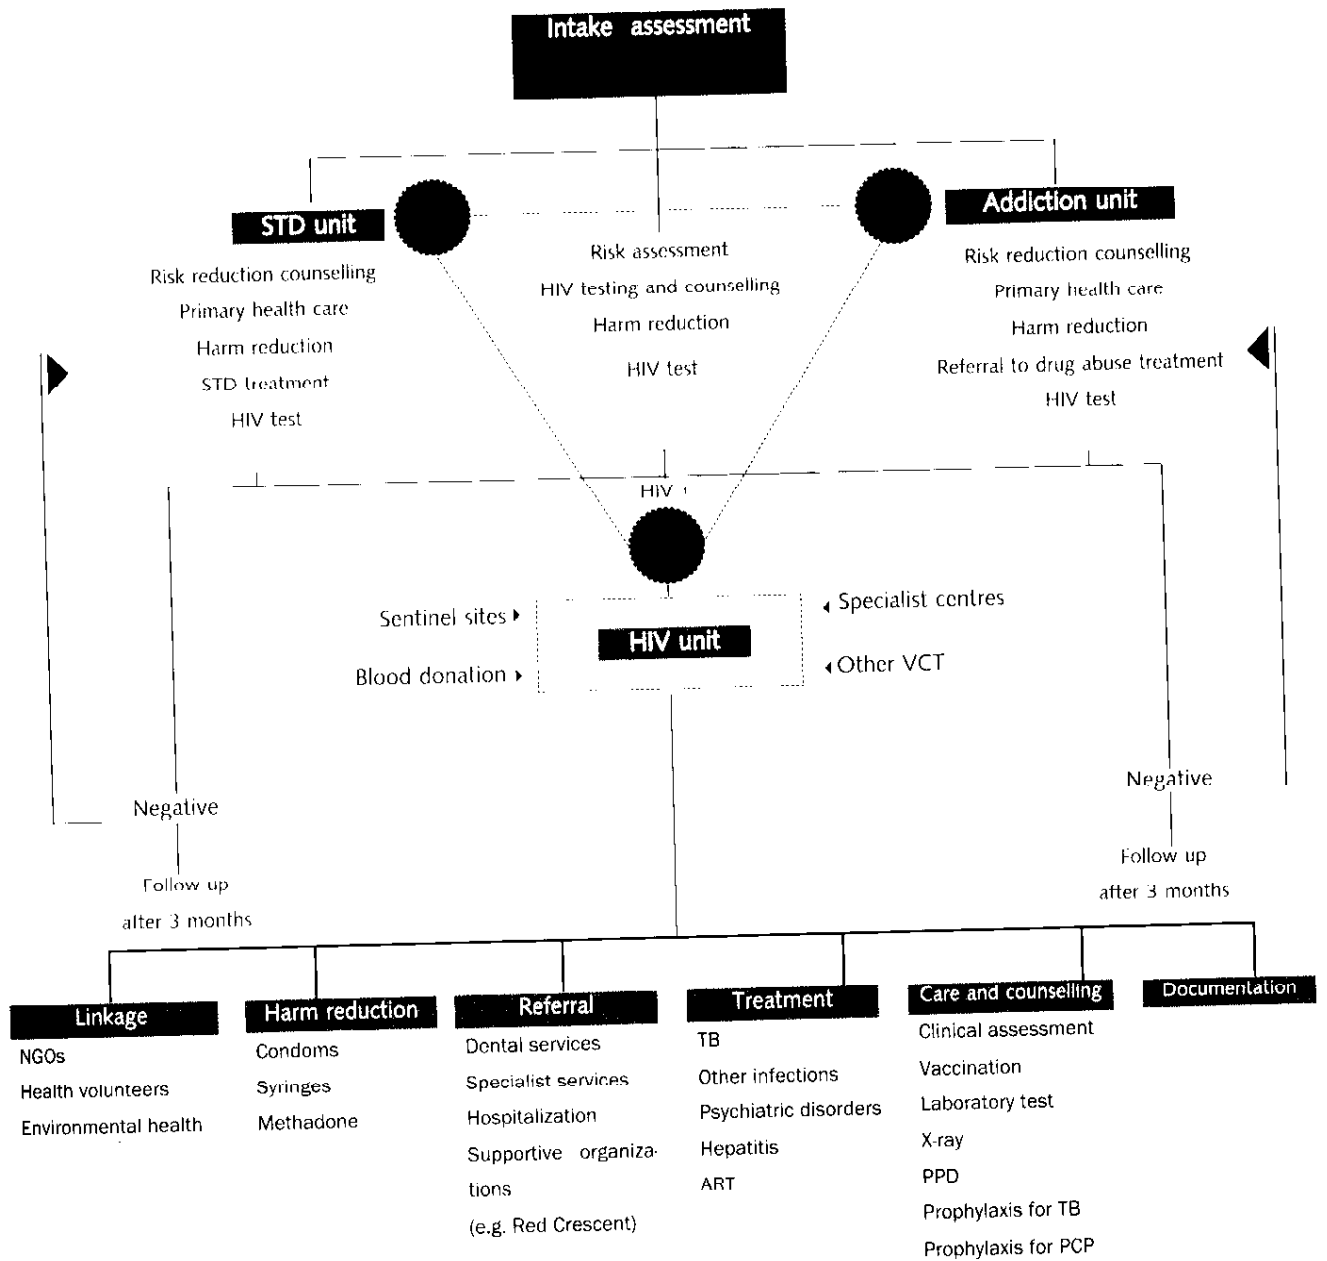 Intake assessment
STD unit
Risk reduction counselling
Primary health care
Harm reduction
STD treatment
HIV test
Risk assessment
HIV testing and counselling
Harm reduction
HIV test
Addiction unit
Risk reduction counselling
Primary health care
Harm reduction
Referral to drug abuse treatment
HIV test
HIV
Sentinel sites
Blood donation
HIV unit
Specialist centres
Other VCT
Negative
Follow up
after 3 months
Negative
Follow up
after 3 months
Linkage
NGOs
Health volunteers
Environmental health
Harm reduction
Condoms
Syringes
Methadone
Referral
Dental services
Specialist services
Hospitalization
Supportive organiza-
tions
(e.g. Red Crescent)
Treatment
TB
Other infections
Psychiatric disorders
Hepatitis
ART
Care and counselling
Clinical assessment
Vaccination
Laboratory test
X-ray
PPD
Prophylaxis for TB
Prophylaxis for PCP
Documentation